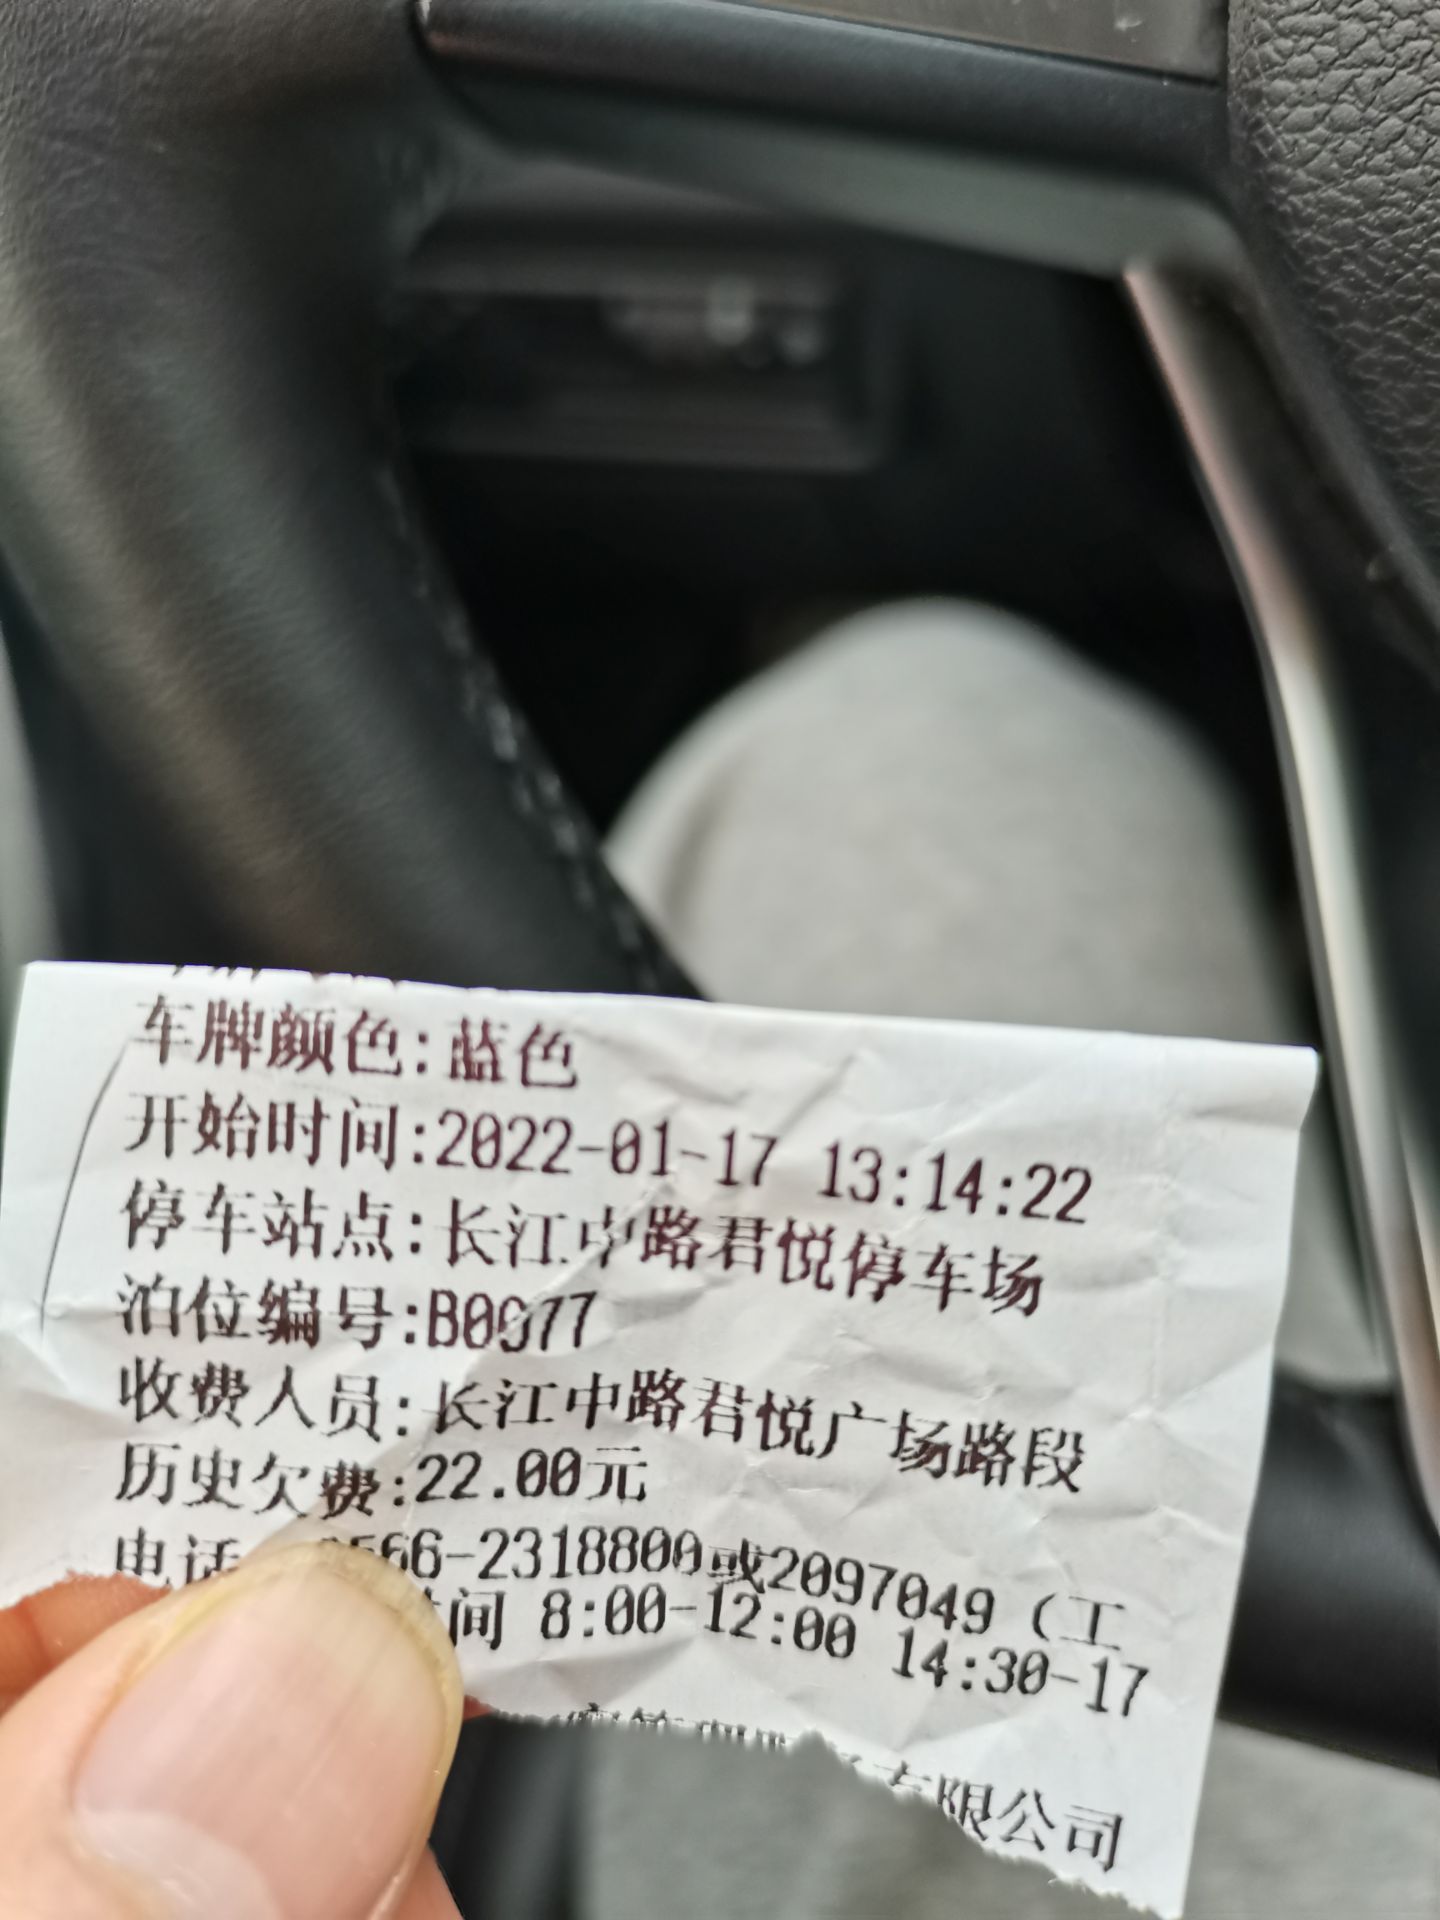 车牌颜色:蓝色
开始时间:2022-01-17 13:14:22
停车站点:长江中路君悦停车场
泊位编号:B0077
收费人员:长江中路君悦广场路段
历史欠费:22.00元
电话 566-2318800或2097049（工
时间 8:00-12:00 14:30-17
有限公司